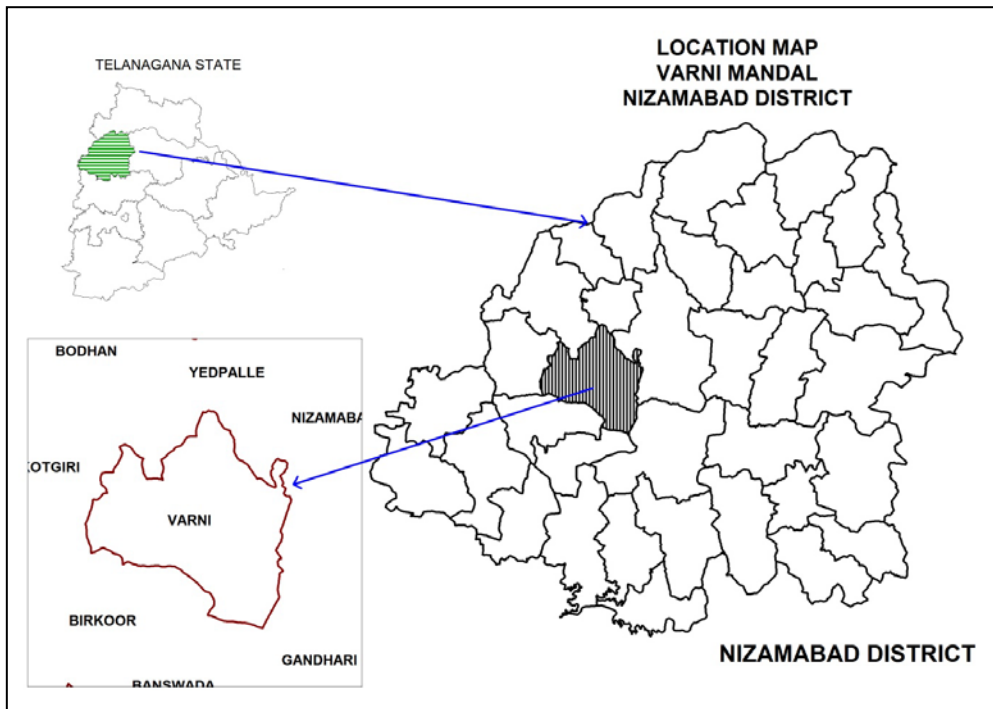 TELANAGANA STATE
LOCATION MAP
VARNI MANDAL
NIZAMABAD DISTRICT
BODHAN
YEDPALLE
NIZAMABA
KOTGIRI
VARNI
BIRKOOR
GANDHARI
BANSWADA
NIZAMABAD DISTRICT